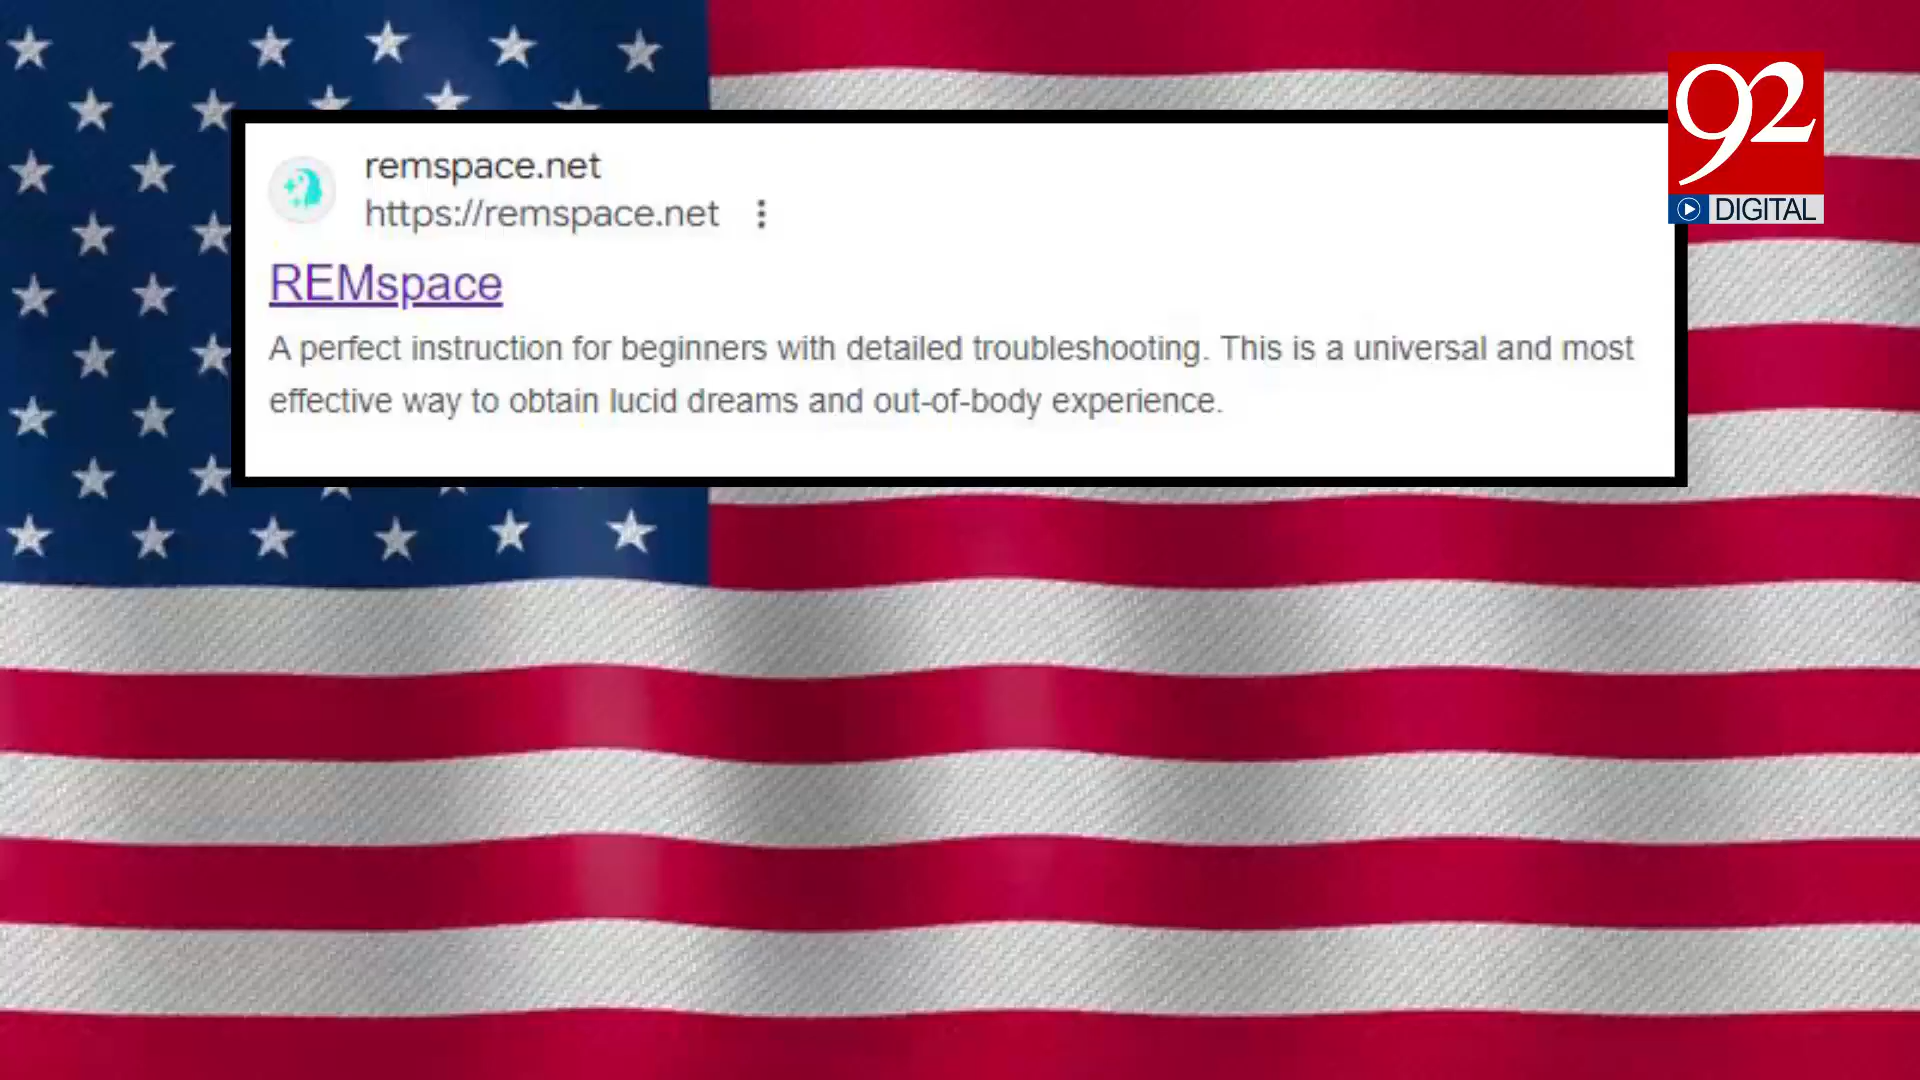 92
DIGITAL
remspace.net
https://remspace.net
REMspace
A perfect instruction for beginners with detailed troubleshooting. This is a universal and most
effective way to obtain lucid dreams and out-of-body experience.